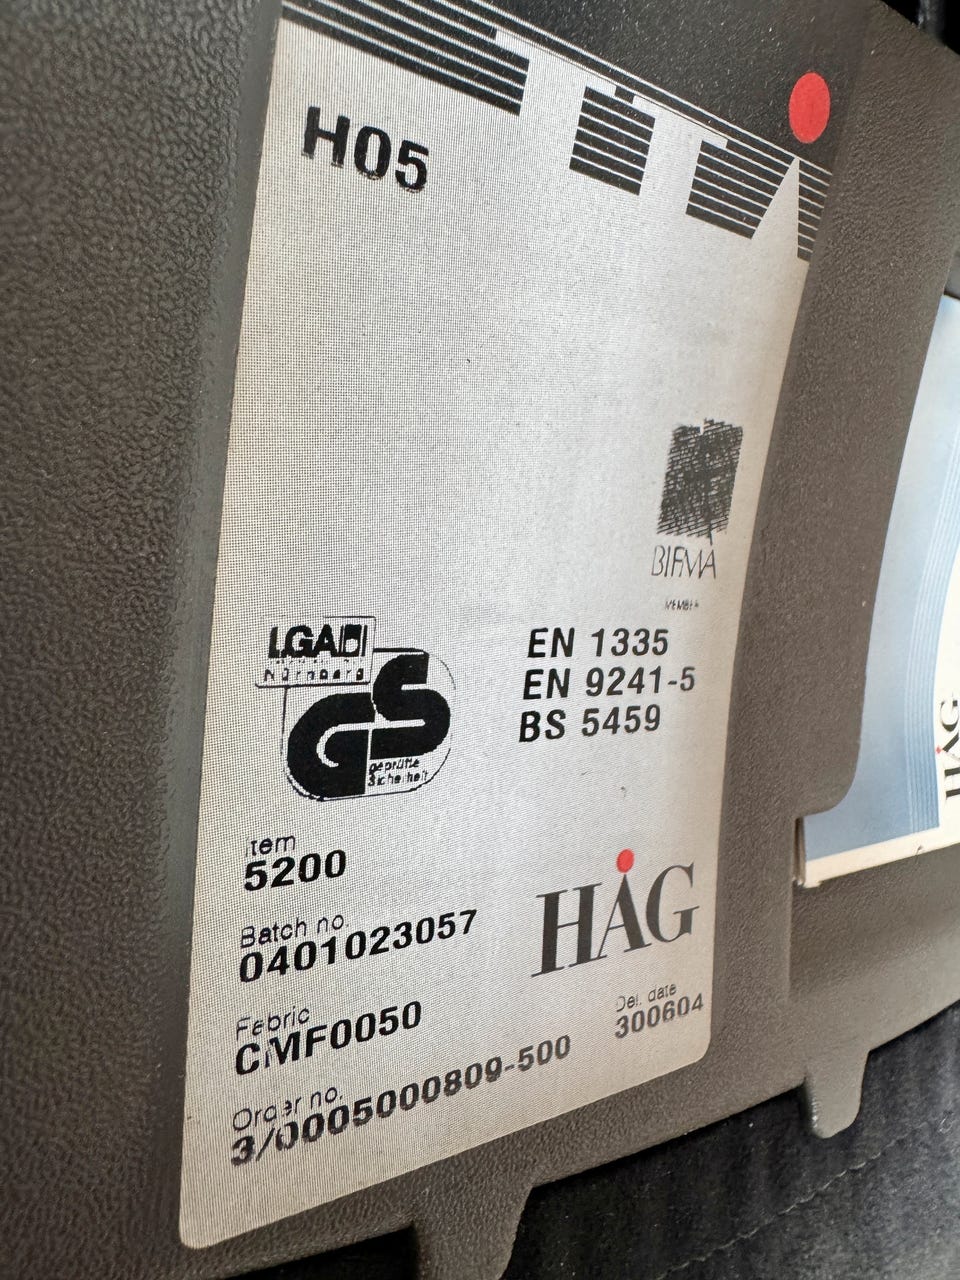 H05
BIFMA
MEMBER
LGA
Nürnberg
GS
geprüfte
Sicherheit
EN 1335
EN 9241-5
BS 5459
Item
5200
Batch no.
0401023057
Fabric
CMF0050
Order no.
3/0005000809-500
HÅG
Del. date
300604
HÅG